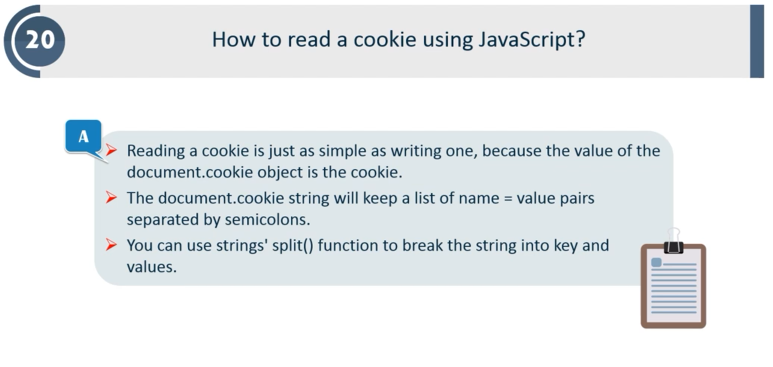 20
How to read a cookie using JavaScript?
A
Reading a cookie is just as simple as writing one, because the value of the
document.cookie object is the cookie.
The document.cookie string will keep a list of name = value pairs
separated by semicolons.
You can use strings' split() function to break the string into key and
values.